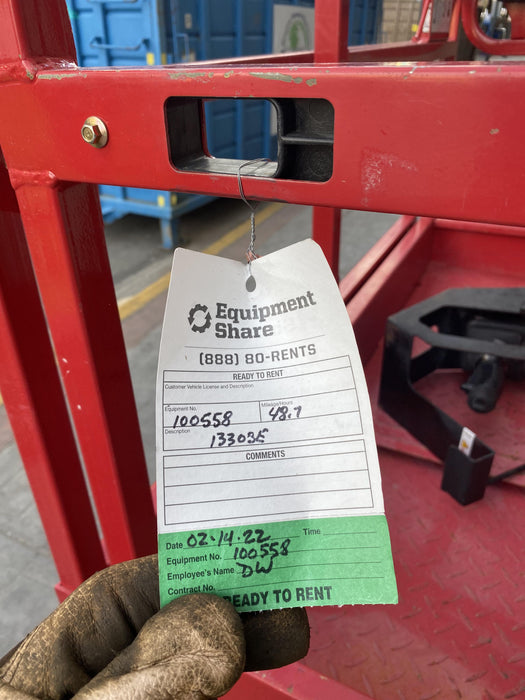 Equipment
Share
(888) 80-RENTS
READY TO RENT
Customer Vehicle License and Description
Equipment No. Mileage/Hours
100558 48.7
Description 1330SE
COMMENTS
Date 02.14.22 Time
Equipment No. 100558
Employee's Name DW
Contract No.
READY TO RENT